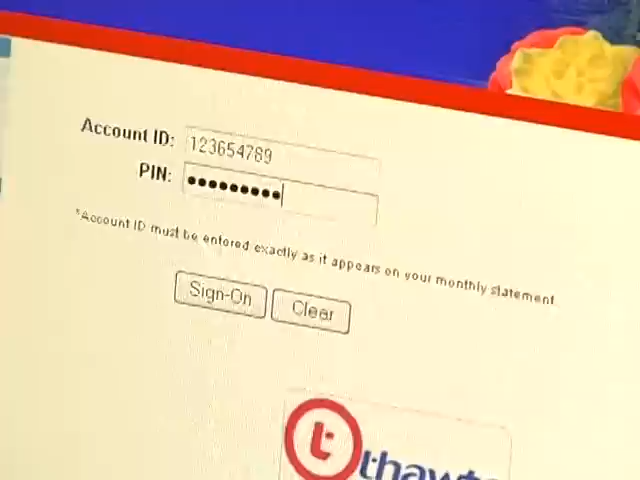 Account ID: 123654789
PIN: •••••••••
*Account ID must be entered exactly as it appears on your monthly statement
Sign-On Clear
thawte